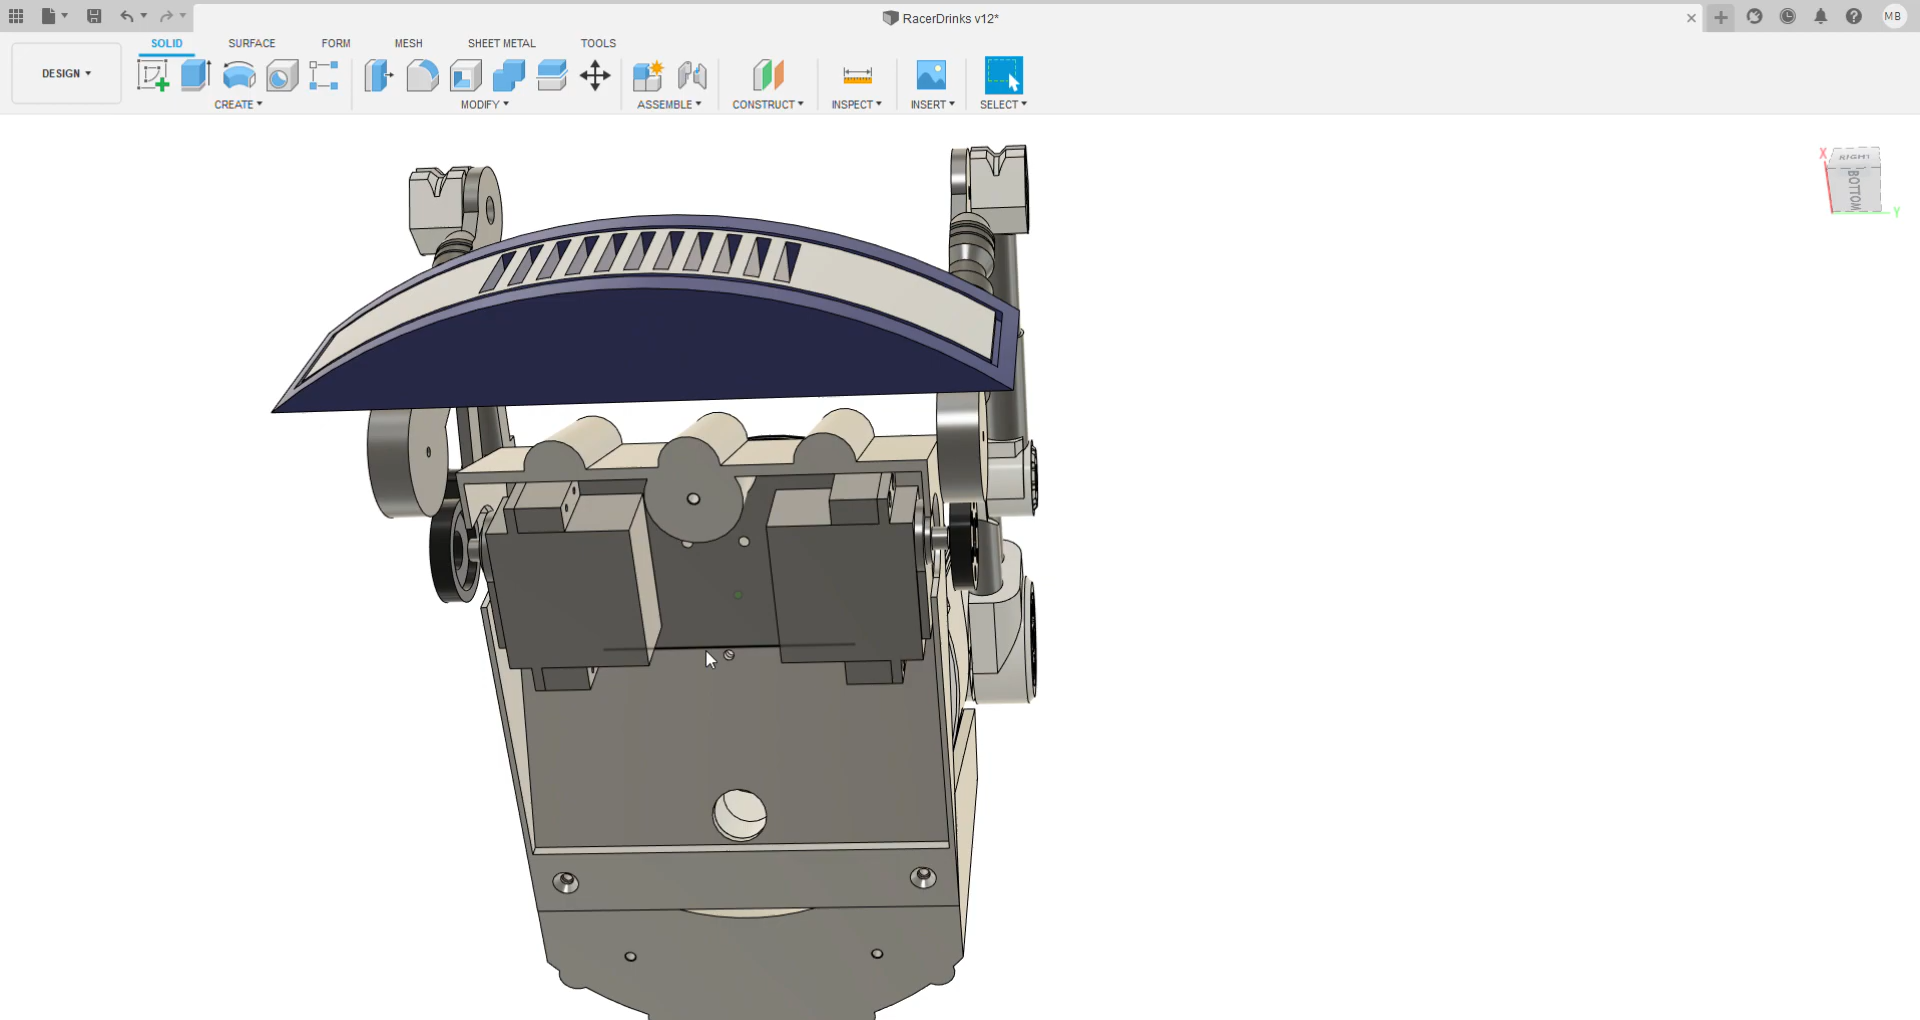 RacerDrinks v12*
MB
SOLID SURFACE FORM MESH SHEET METAL TOOLS
DESIGN
CREATE MODIFY ASSEMBLE CONSTRUCT INSPECT INSERT SELECT
X
RIGHT
BOTTOM
Y